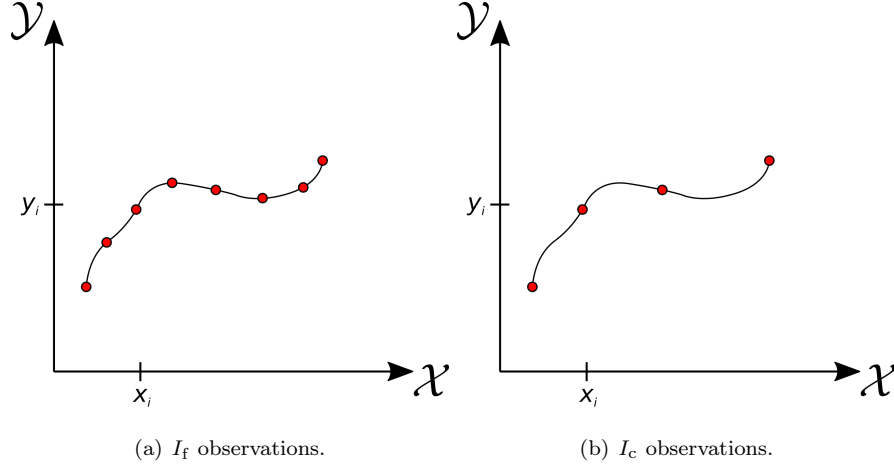 𝒴 𝒴
y_i y_i
x_i x_i
𝒳 𝒳
(a) I_f observations. (b) I_c observations.